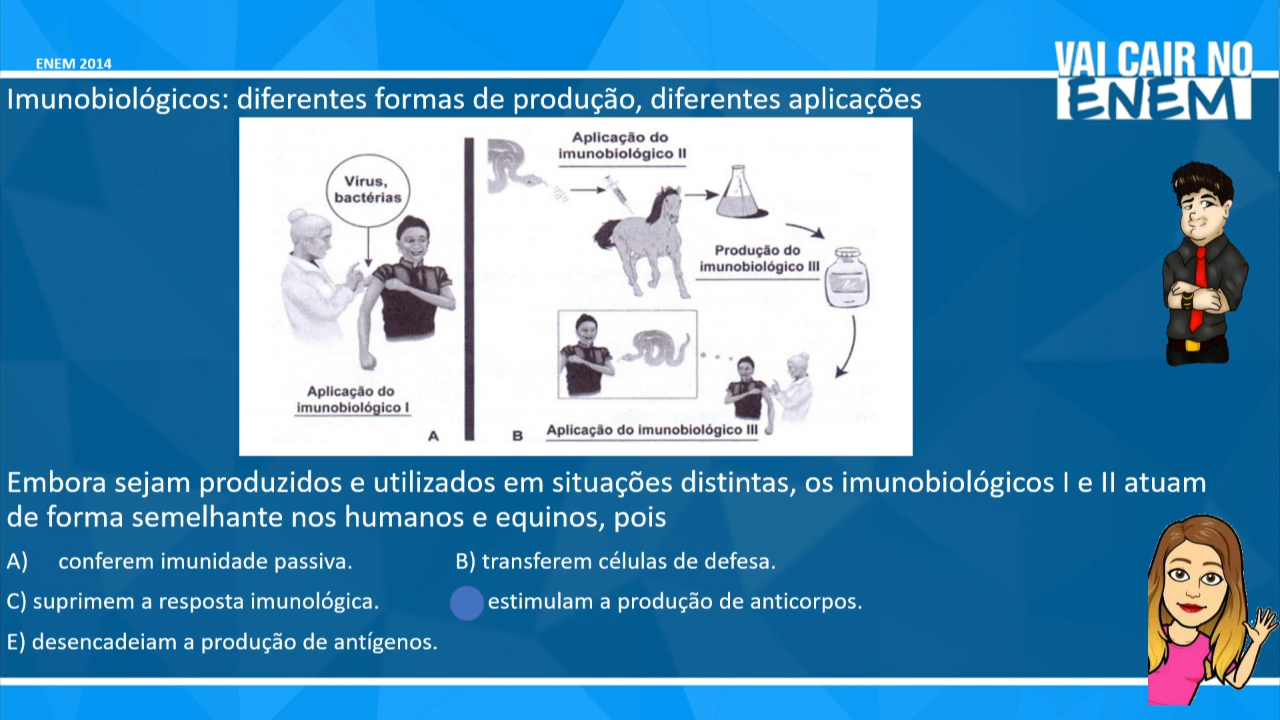 ENEM 2014
VAI CAIR NO
ENEM
Imunobiológicos: diferentes formas de produção, diferentes aplicações
Vírus,
bactérias
Aplicação do
imunobiológico I
A
Aplicação do
imunobiológico II
Produção do
imunobiológico III
B
Aplicação do imunobiológico III
Embora sejam produzidos e utilizados em situações distintas, os imunobiológicos I e II atuam
de forma semelhante nos humanos e equinos, pois
A) conferem imunidade passiva.
B) transferem células de defesa.
C) suprimem a resposta imunológica.
estimulam a produção de anticorpos.
E) desencadeiam a produção de antígenos.